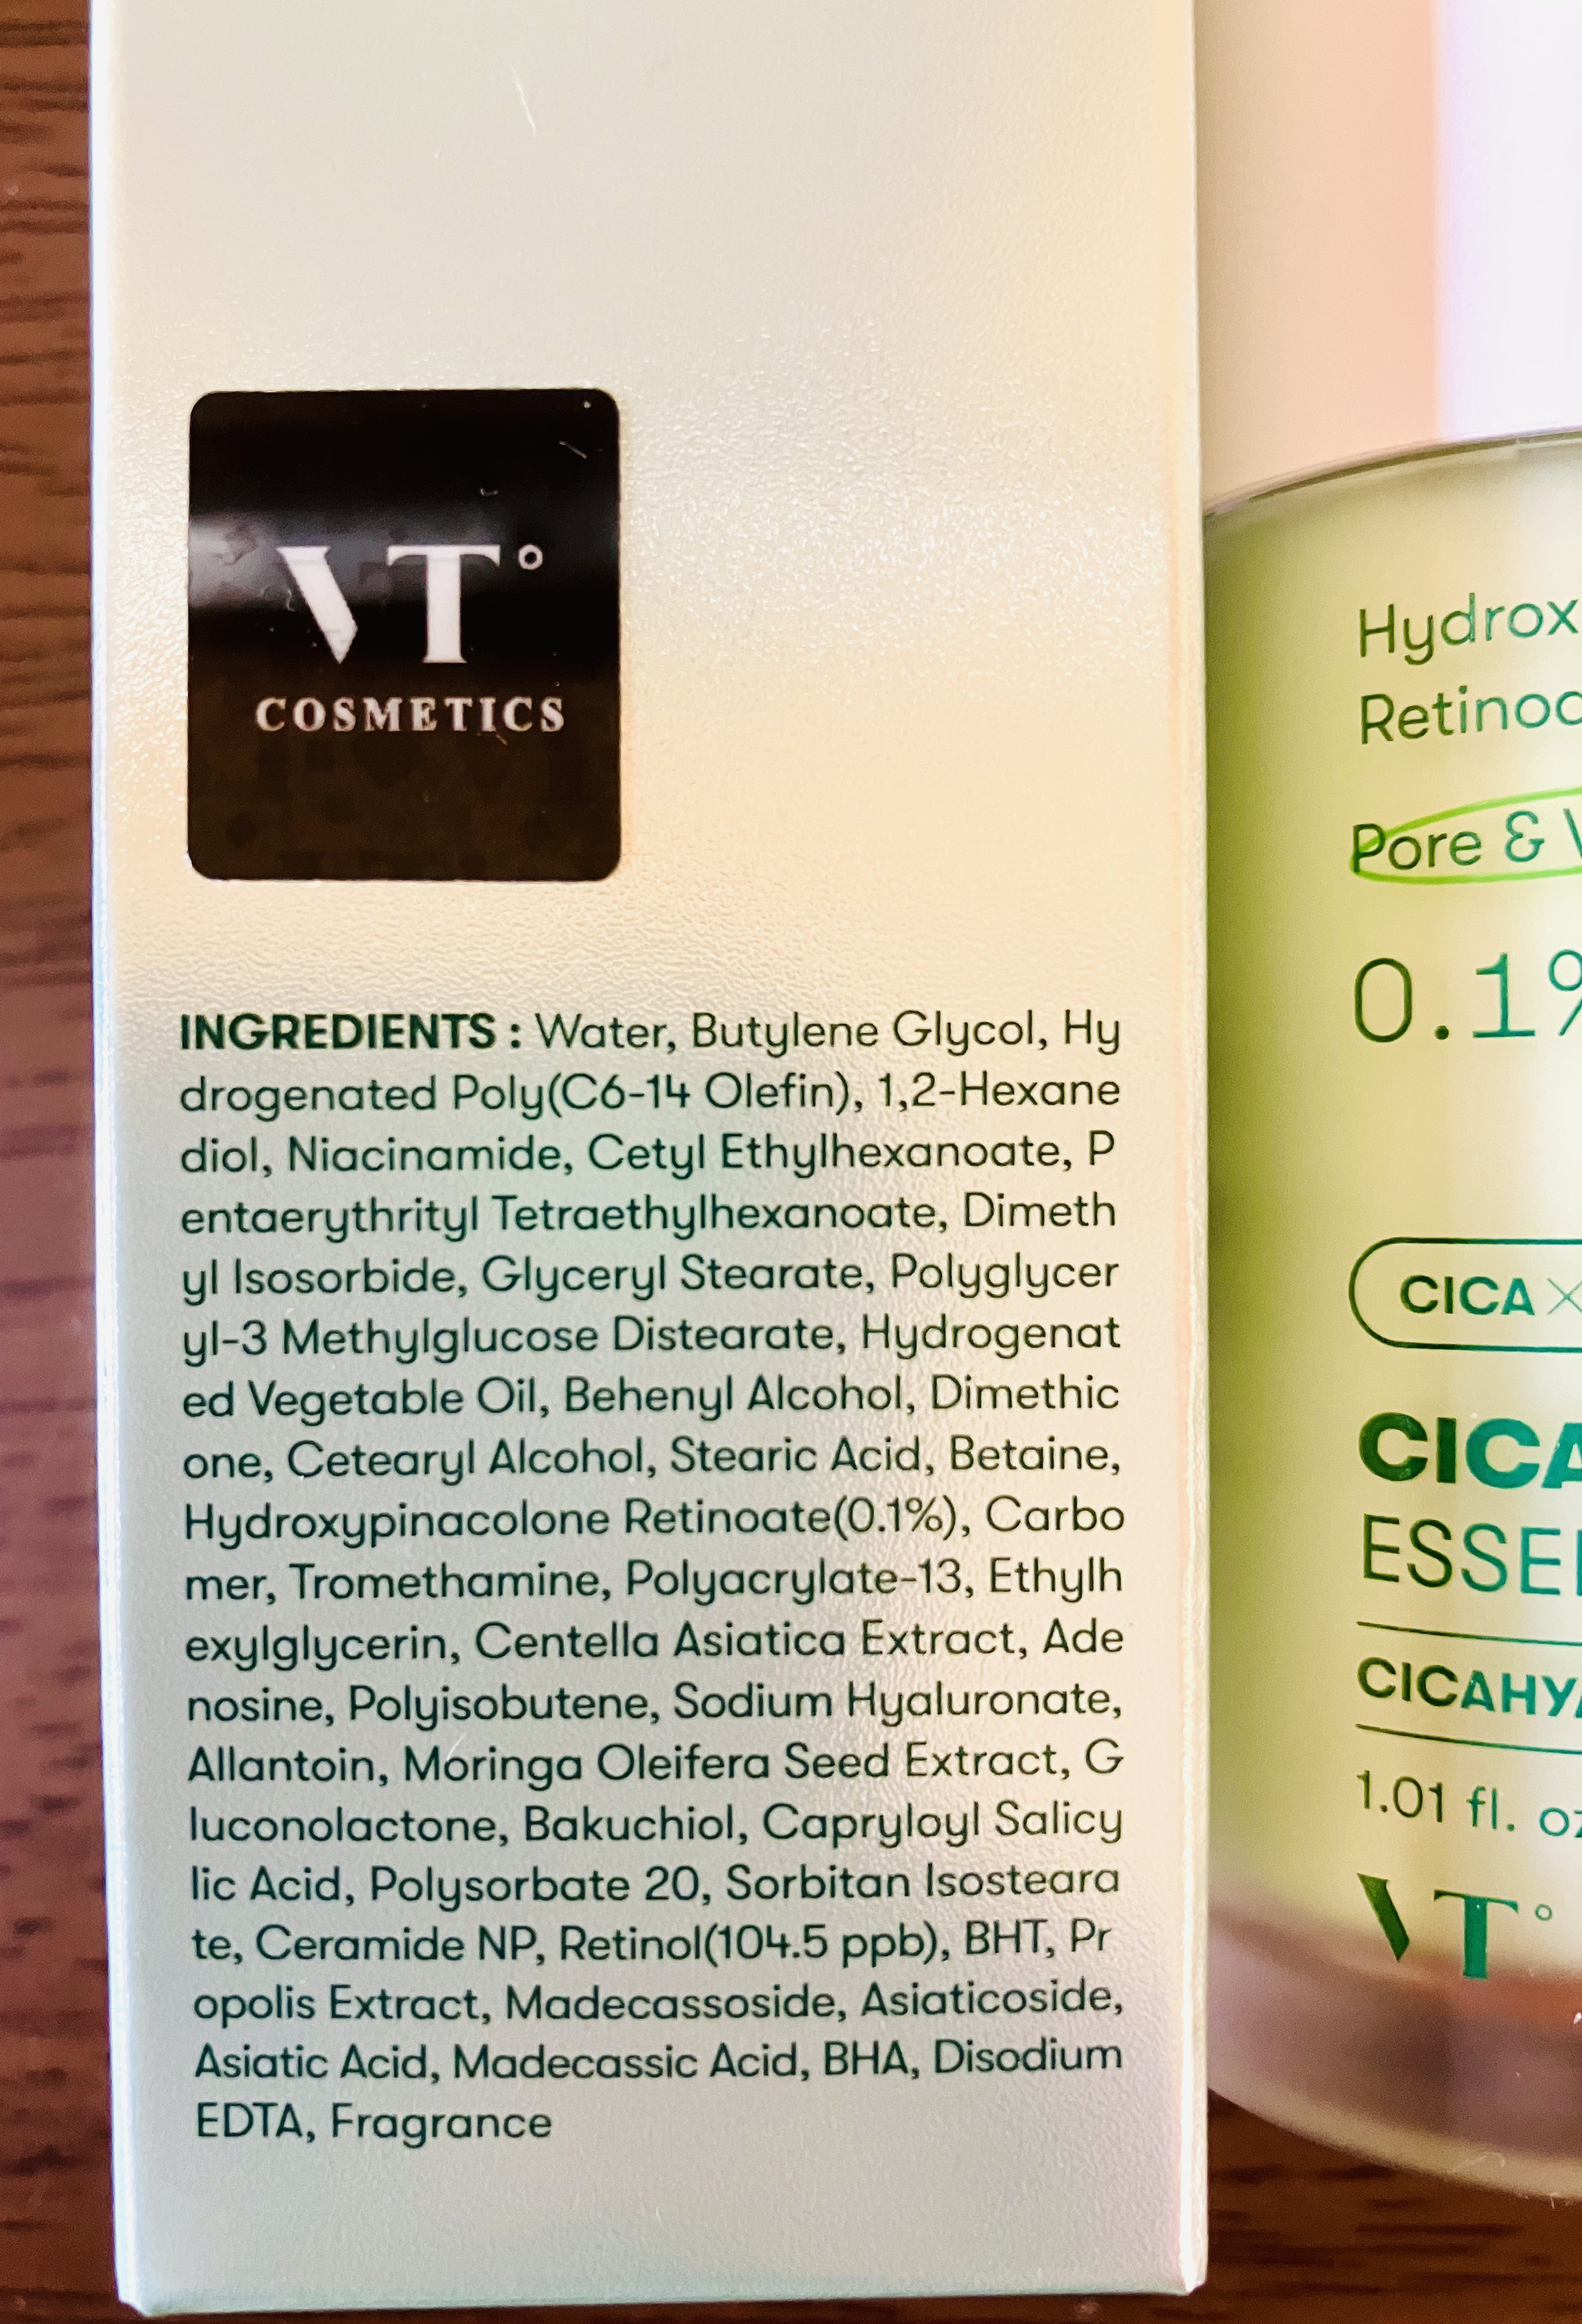 VT°
COSMETICS
INGREDIENTS : Water, Butylene Glycol, Hy
drogenated Poly(C6-14 Olefin), 1,2-Hexane
diol, Niacinamide, Cetyl Ethylhexanoate, P
entaerythrityl Tetraethylhexanoate, Dimeth
yl Isosorbide, Glyceryl Stearate, Polyglycer
yl-3 Methylglucose Distearate, Hydrogenat
ed Vegetable Oil, Behenyl Alcohol, Dimethic
one, Cetearyl Alcohol, Stearic Acid, Betaine,
Hydroxypinacolone Retinoate(0.1%), Carbo
mer, Tromethamine, Polyacrylate-13, Ethylh
exylglycerin, Centella Asiatica Extract, Ade
nosine, Polyisobutene, Sodium Hyaluronate,
Allantoin, Moringa Oleifera Seed Extract, G
luconolactone, Bakuchiol, Capryloyl Salicy
lic Acid, Polysorbate 20, Sorbitan Isosteara
te, Ceramide NP, Retinol(104.5 ppb), BHT, Pr
opolis Extract, Madecassoside, Asiaticoside,
Asiatic Acid, Madecassic Acid, BHA, Disodium
EDTA, Fragrance
Hydrox
Retinoa
Pore &
0.1%
CICA ×
CICA
ESSE
CICAHY
1.01 fl. oz
VT°